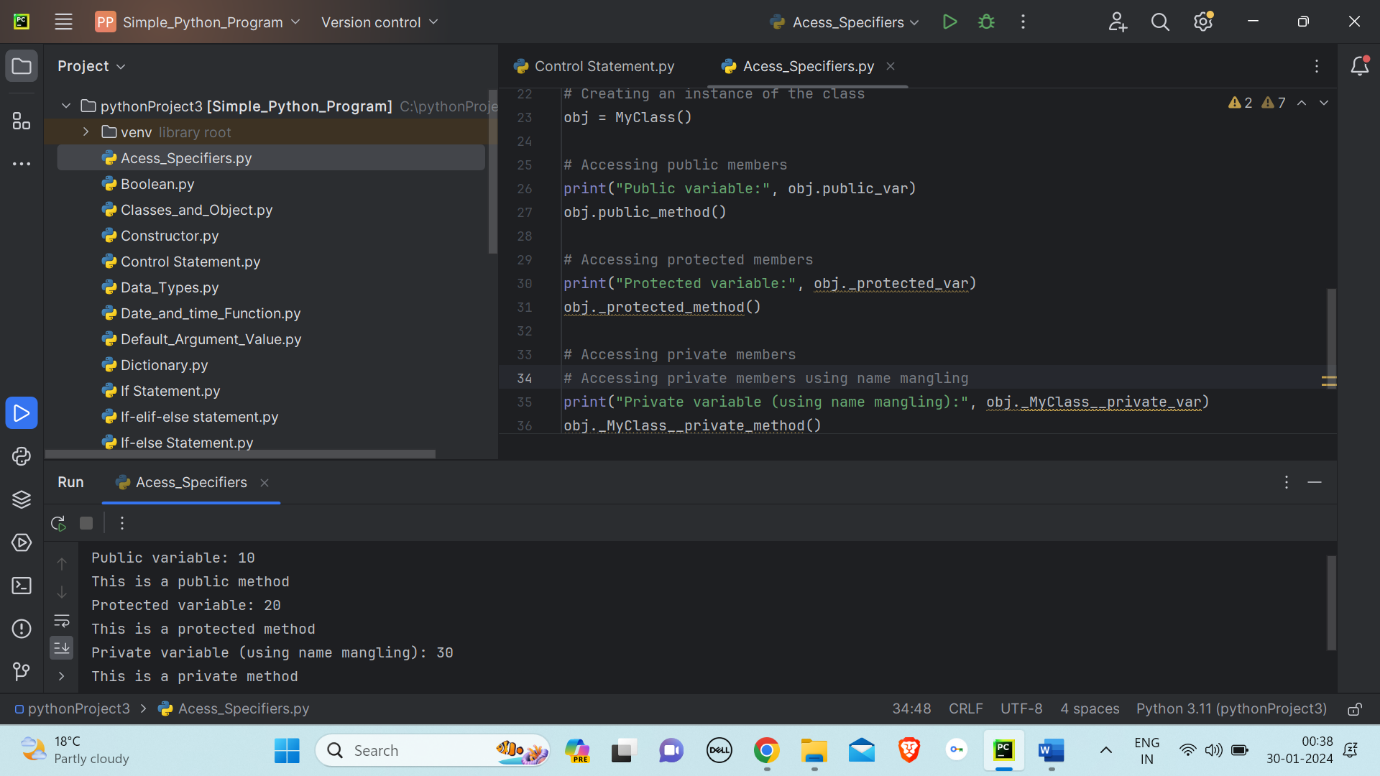 PC
PP Simple_Python_Program Version control Acess_Specifiers
Project
Control Statement.py Acess_Specifiers.py
pythonProject3 [Simple_Python_Program] C:\pythonProje
venv library root
Acess_Specifiers.py
Boolean.py
Classes_and_Object.py
Constructor.py
Control Statement.py
Data_Types.py
Date_and_time_Function.py
Default_Argument_Value.py
Dictionary.py
If Statement.py
If-elif-else statement.py
If-else Statement.py
2 7
22 # Creating an instance of the class
23 obj = MyClass()
24
25 # Accessing public members
26 print("Public variable:", obj.public_var)
27 obj.public_method()
28
29 # Accessing protected members
30 print("Protected variable:", obj._protected_var)
31 obj._protected_method()
32
33 # Accessing private members
34 # Accessing private members using name mangling
35 print("Private variable (using name mangling):", obj._MyClass__private_var)
36 obj._MyClass__private_method()
Run Acess_Specifiers
Public variable: 10
This is a public method
Protected variable: 20
This is a protected method
Private variable (using name mangling): 30
This is a private method
pythonProject3 Acess_Specifiers.py 34:48 CRLF UTF-8 4 spaces Python 3.11 (pythonProject3)
18°C
Partly cloudy
Search
PRE
DELL
PC
W
ENG
IN
00:38
30-01-2024